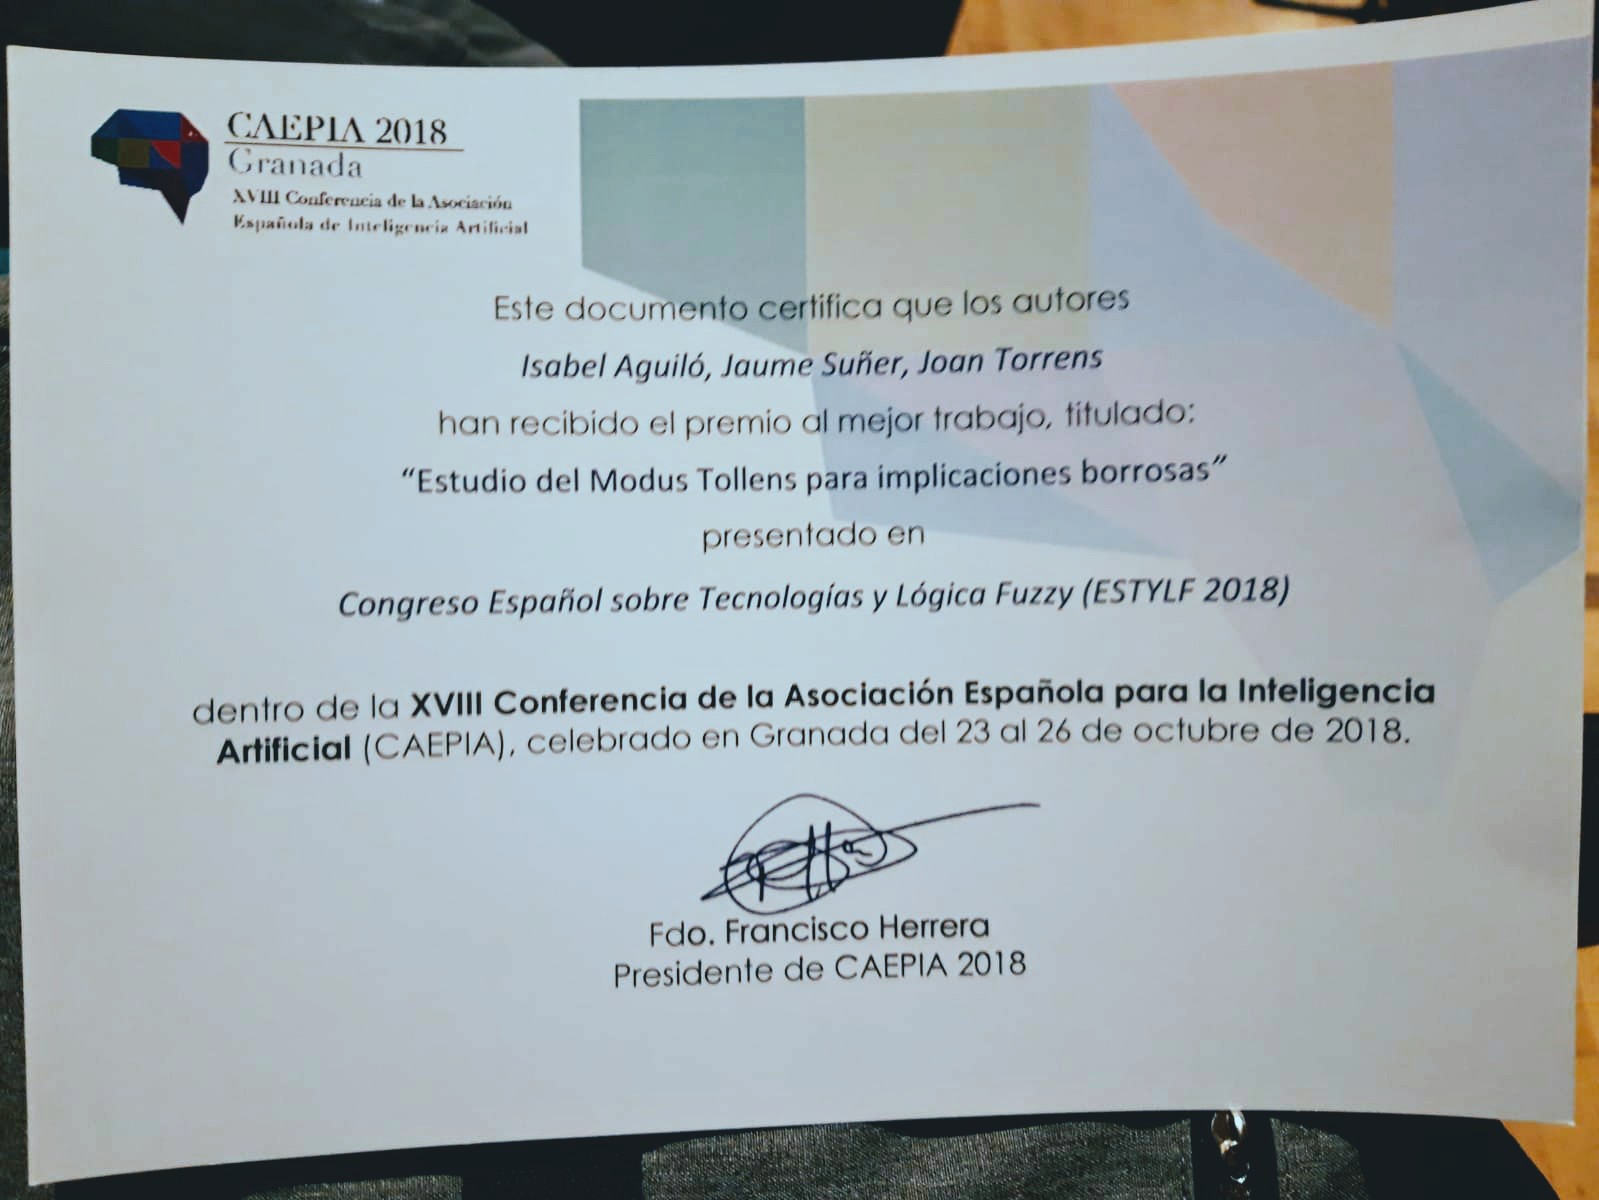 CAEPIA 2018
Granada
XVIII Conferencia de la Asociación
Española de Inteligencia Artificial
Este documento certifica que los autores
Isabel Aguiló, Jaume Suñer, Joan Torrens
han recibido el premio al mejor trabajo, titulado:
“Estudio del Modus Tollens para implicaciones borrosas”
presentado en
Congreso Español sobre Tecnologías y Lógica Fuzzy (ESTYLF 2018)
dentro de la XVIII Conferencia de la Asociación Española para la Inteligencia
Artificial (CAEPIA), celebrado en Granada del 23 al 26 de octubre de 2018.
Fdo. Francisco Herrera
Presidente de CAEPIA 2018